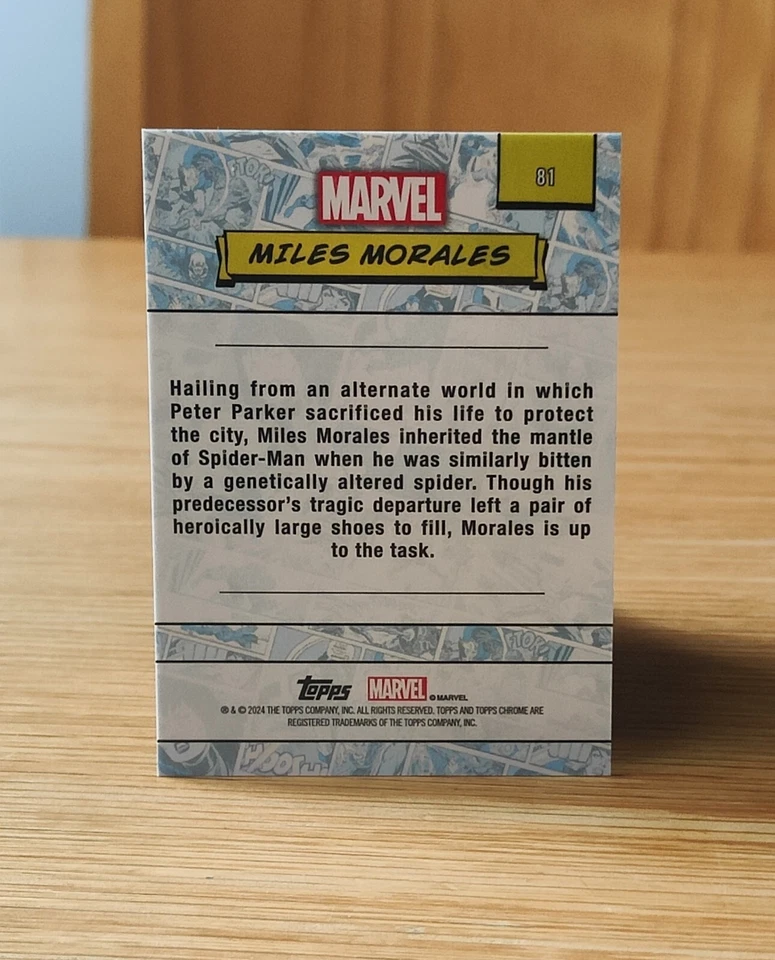 81
MARVEL
MILES MORALES
Hailing from an alternate world in which
Peter Parker sacrificed his life to protect
the city, Miles Morales inherited the mantle
of Spider-Man when he was similarly bitten
by a genetically altered spider. Though his
predecessor's tragic departure left a pair of
heroically large shoes to fill, Morales is up
to the task.
Topps MARVEL © MARVEL
® & © 2024 THE TOPPS COMPANY, INC. ALL RIGHTS RESERVED. TOPPS AND TOPPS CHROME ARE
REGISTERED TRADEMARKS OF THE TOPPS COMPANY, INC.